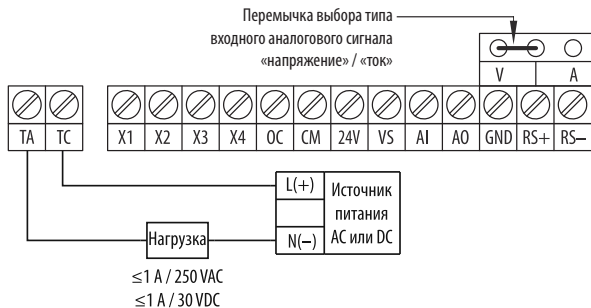 Перемычка выбора типа
входного аналогового сигнала
«напряжение» / «ток»
V A
TA TC X1 X2 X3 X4 OC CM 24V VS AI AO GND RS+ RS−
L(+)
Источник
питания
AC или DC
N(−)
Нагрузка
≤1 A / 250 VAC
≤1 A / 30 VDC